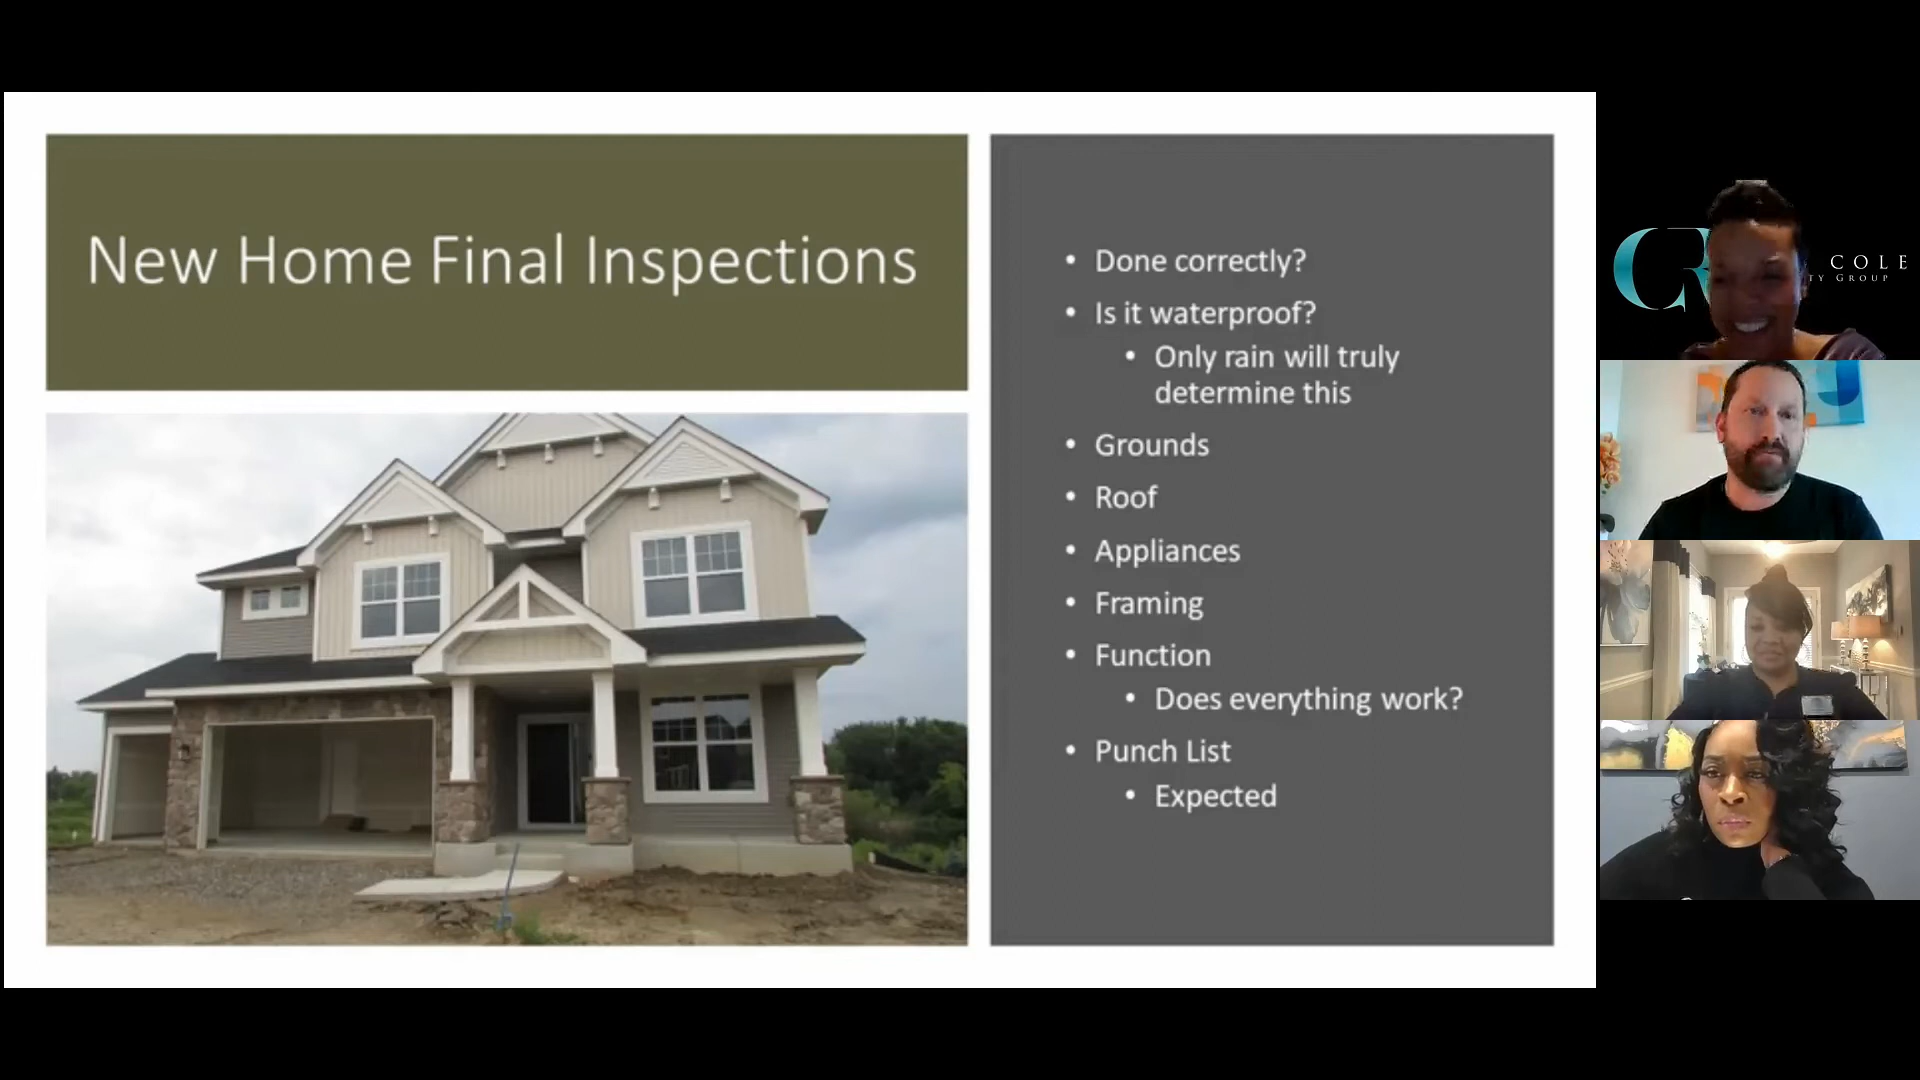 New Home Final Inspections
• Done correctly?
• Is it waterproof?
• Only rain will truly
determine this
• Grounds
• Roof
• Appliances
• Framing
• Function
• Does everything work?
• Punch List
• Expected
CR COLE
TY GROUP